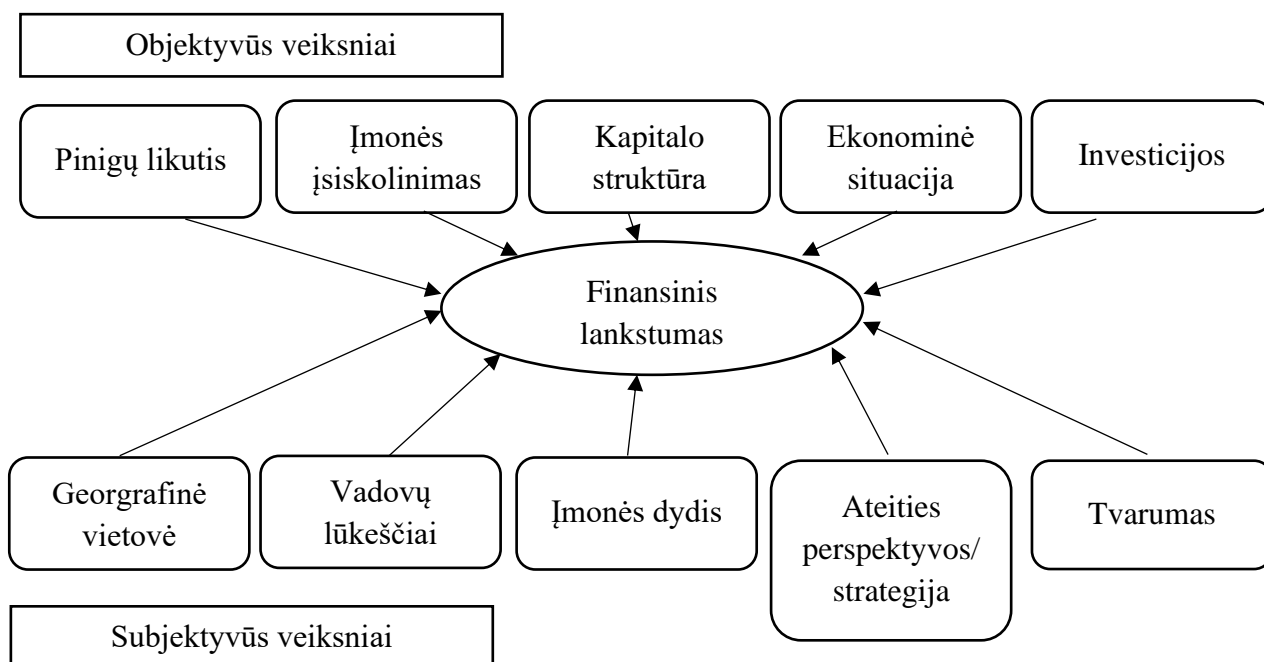 Objektyvūs veiksniai
Pinigų likutis
Įmonės
įsiskolinimas
Kapitalo
struktūra
Ekonominė
situacija
Investicijos
Finansinis
lankstumas
Georgrafinė
vietovė
Vadovų
lūkeščiai
Įmonės dydis
Ateities
perspektyvos/
strategija
Tvarumas
Subjektyvūs veiksniai